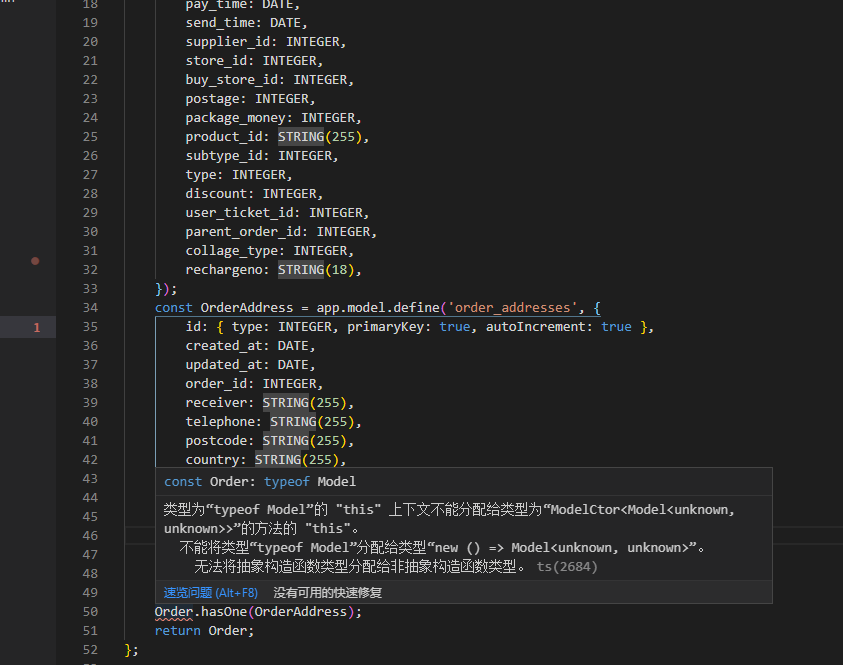 18 pay_time: DATE,
19 send_time: DATE,
20 supplier_id: INTEGER,
21 store_id: INTEGER,
22 buy_store_id: INTEGER,
23 postage: INTEGER,
24 package_money: INTEGER,
25 product_id: STRING(255),
26 subtype_id: INTEGER,
27 type: INTEGER,
28 discount: INTEGER,
29 user_ticket_id: INTEGER,
30 parent_order_id: INTEGER,
31 collage_type: INTEGER,
32 rechargeno: STRING(18),
33 });
34 const OrderAddress = app.model.define('order_addresses', {
1
35 id: { type: INTEGER, primaryKey: true, autoIncrement: true },
36 created_at: DATE,
37 updated_at: DATE,
38 order_id: INTEGER,
39 receiver: STRING(255),
40 telephone: STRING(255),
41 postcode: STRING(255),
42 country: STRING(255),
43
44
45
46
47
48
49
const Order: typeof Model
类型为“typeof Model”的 "this" 上下文不能分配给类型为“ModelCtor<Model<unknown,
unknown>>”的方法的 "this"。
不能将类型“typeof Model”分配给类型“new () => Model<unknown, unknown>”。
无法将抽象构造函数类型分配给非抽象构造函数类型。 ts(2684)
速览问题 (Alt+F8) 没有可用的快速修复
50 Order.hasOne(OrderAddress);
51 return Order;
52 };